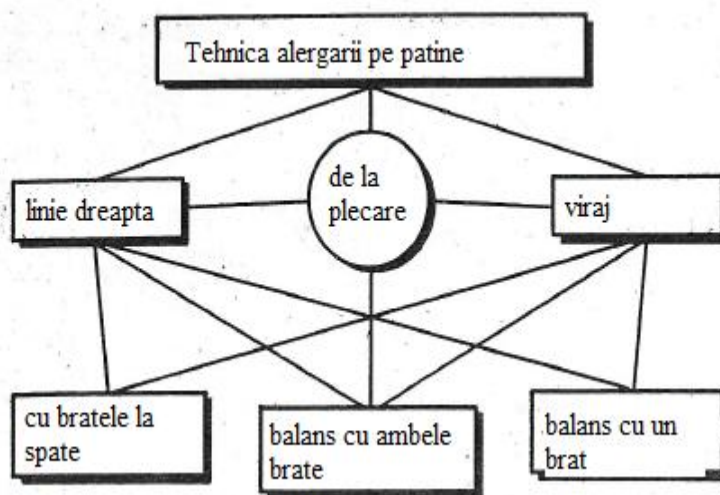 Tehnica alergarii pe patine
linie dreapta
de la
plecare
viraj
cu bratele la
spate
balans cu ambele
brate
balans cu un
brat